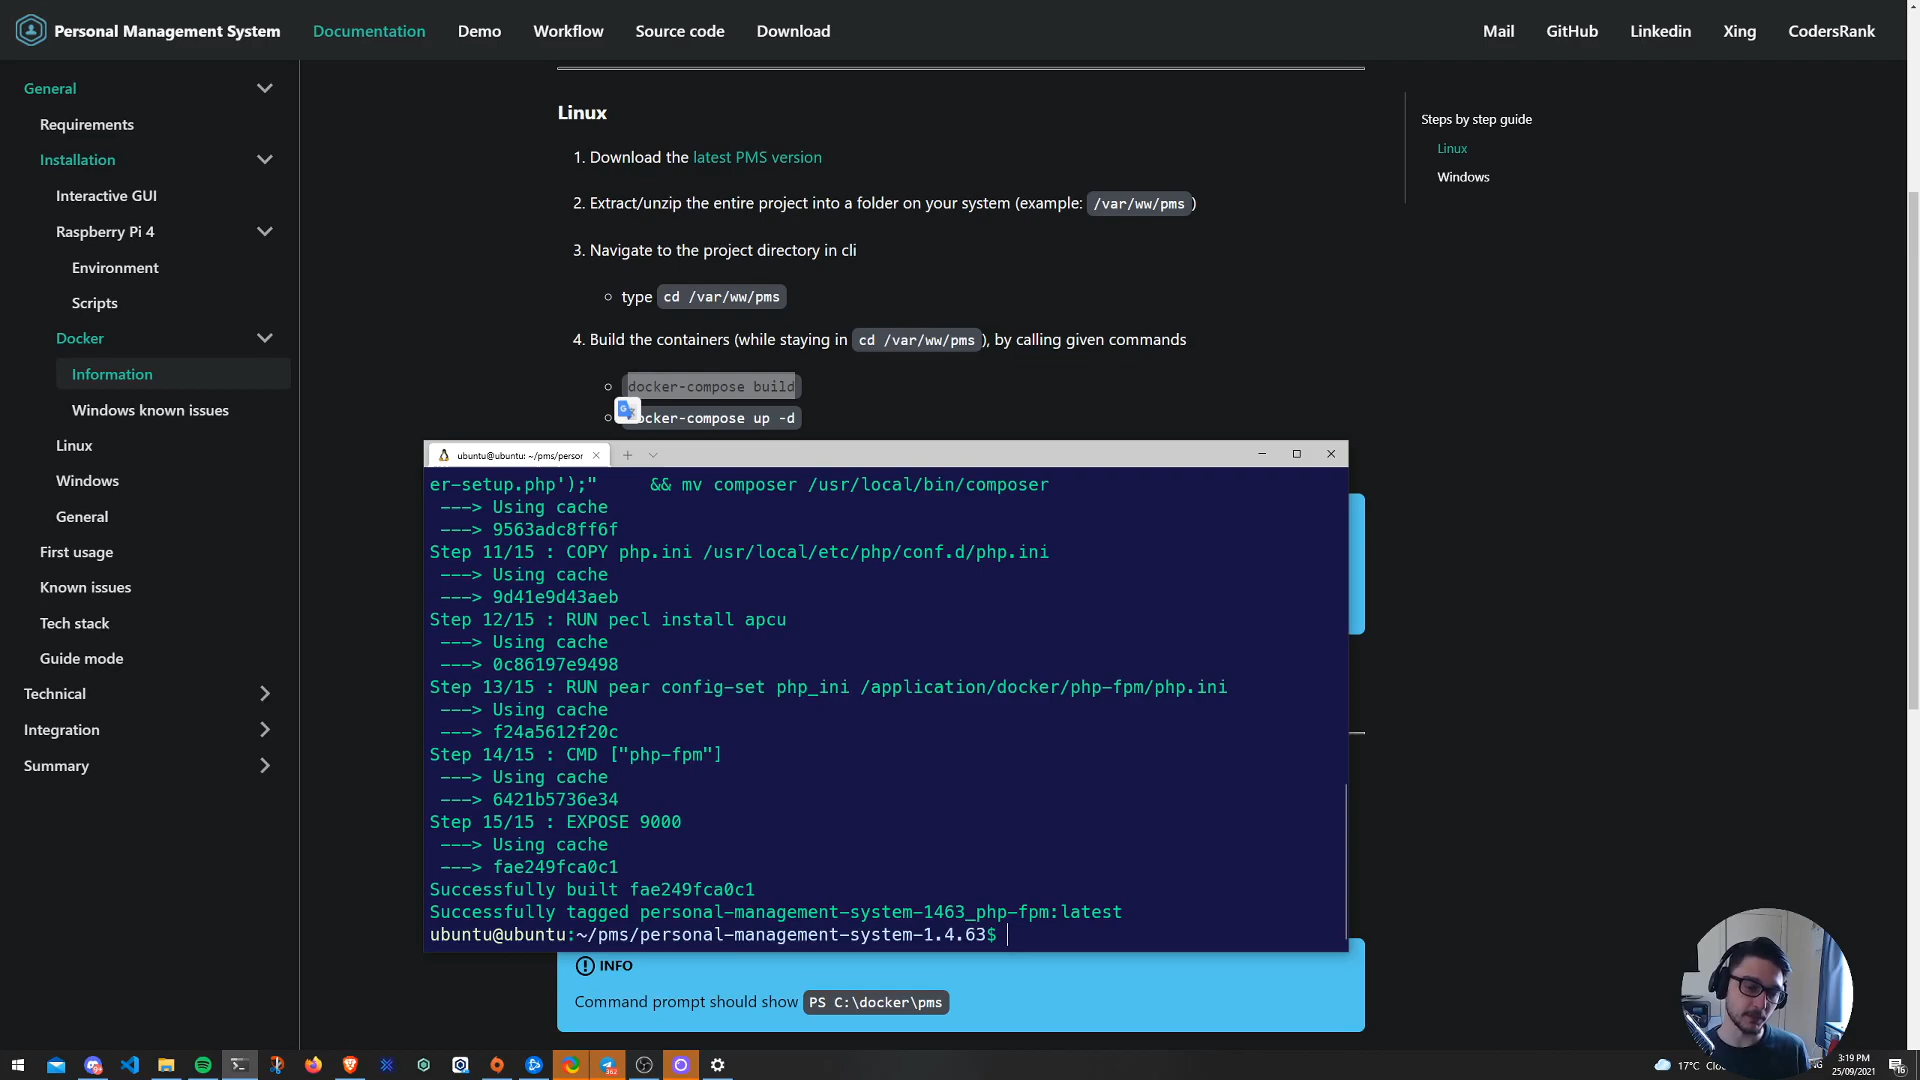 Personal Management System
Documentation
Demo
Workflow
Source code
Download
Mail
GitHub
Linkedin
Xing
CodersRank
General
Requirements
Installation
Interactive GUI
Raspberry Pi 4
Environment
Scripts
Docker
Information
Windows known issues
Linux
Windows
General
First usage
Known issues
Tech stack
Guide mode
Technical
Integration
Summary
Linux
1. Download the latest PMS version
2. Extract/unzip the entire project into a folder on your system (example: /var/ww/pms)
3. Navigate to the project directory in cli
type cd /var/ww/pms
4. Build the containers (while staying in cd /var/ww/pms), by calling given commands
docker-compose build
ocker-compose up -d
Steps by step guide
Linux
Windows
ubuntu@ubuntu: ~/pms/persor
er-setup.php');" && mv composer /usr/local/bin/composer
---> Using cache
---> 9563adc8ff6f
Step 11/15 : COPY php.ini /usr/local/etc/php/conf.d/php.ini
---> Using cache
---> 9d41e9d43aeb
Step 12/15 : RUN pecl install apcu
---> Using cache
---> 0c86197e9498
Step 13/15 : RUN pear config-set php_ini /application/docker/php-fpm/php.ini
---> Using cache
---> f24a5612f20c
Step 14/15 : CMD ["php-fpm"]
---> Using cache
---> 6421b5736e34
Step 15/15 : EXPOSE 9000
---> Using cache
---> fae249fca0c1
Successfully built fae249fca0c1
Successfully tagged personal-management-system-1463_php-fpm:latest
ubuntu@ubuntu:~/pms/personal-management-system-1.4.63$
INFO
Command prompt should show PS C:\docker\pms
17°C
3:19 PM
25/09/2021